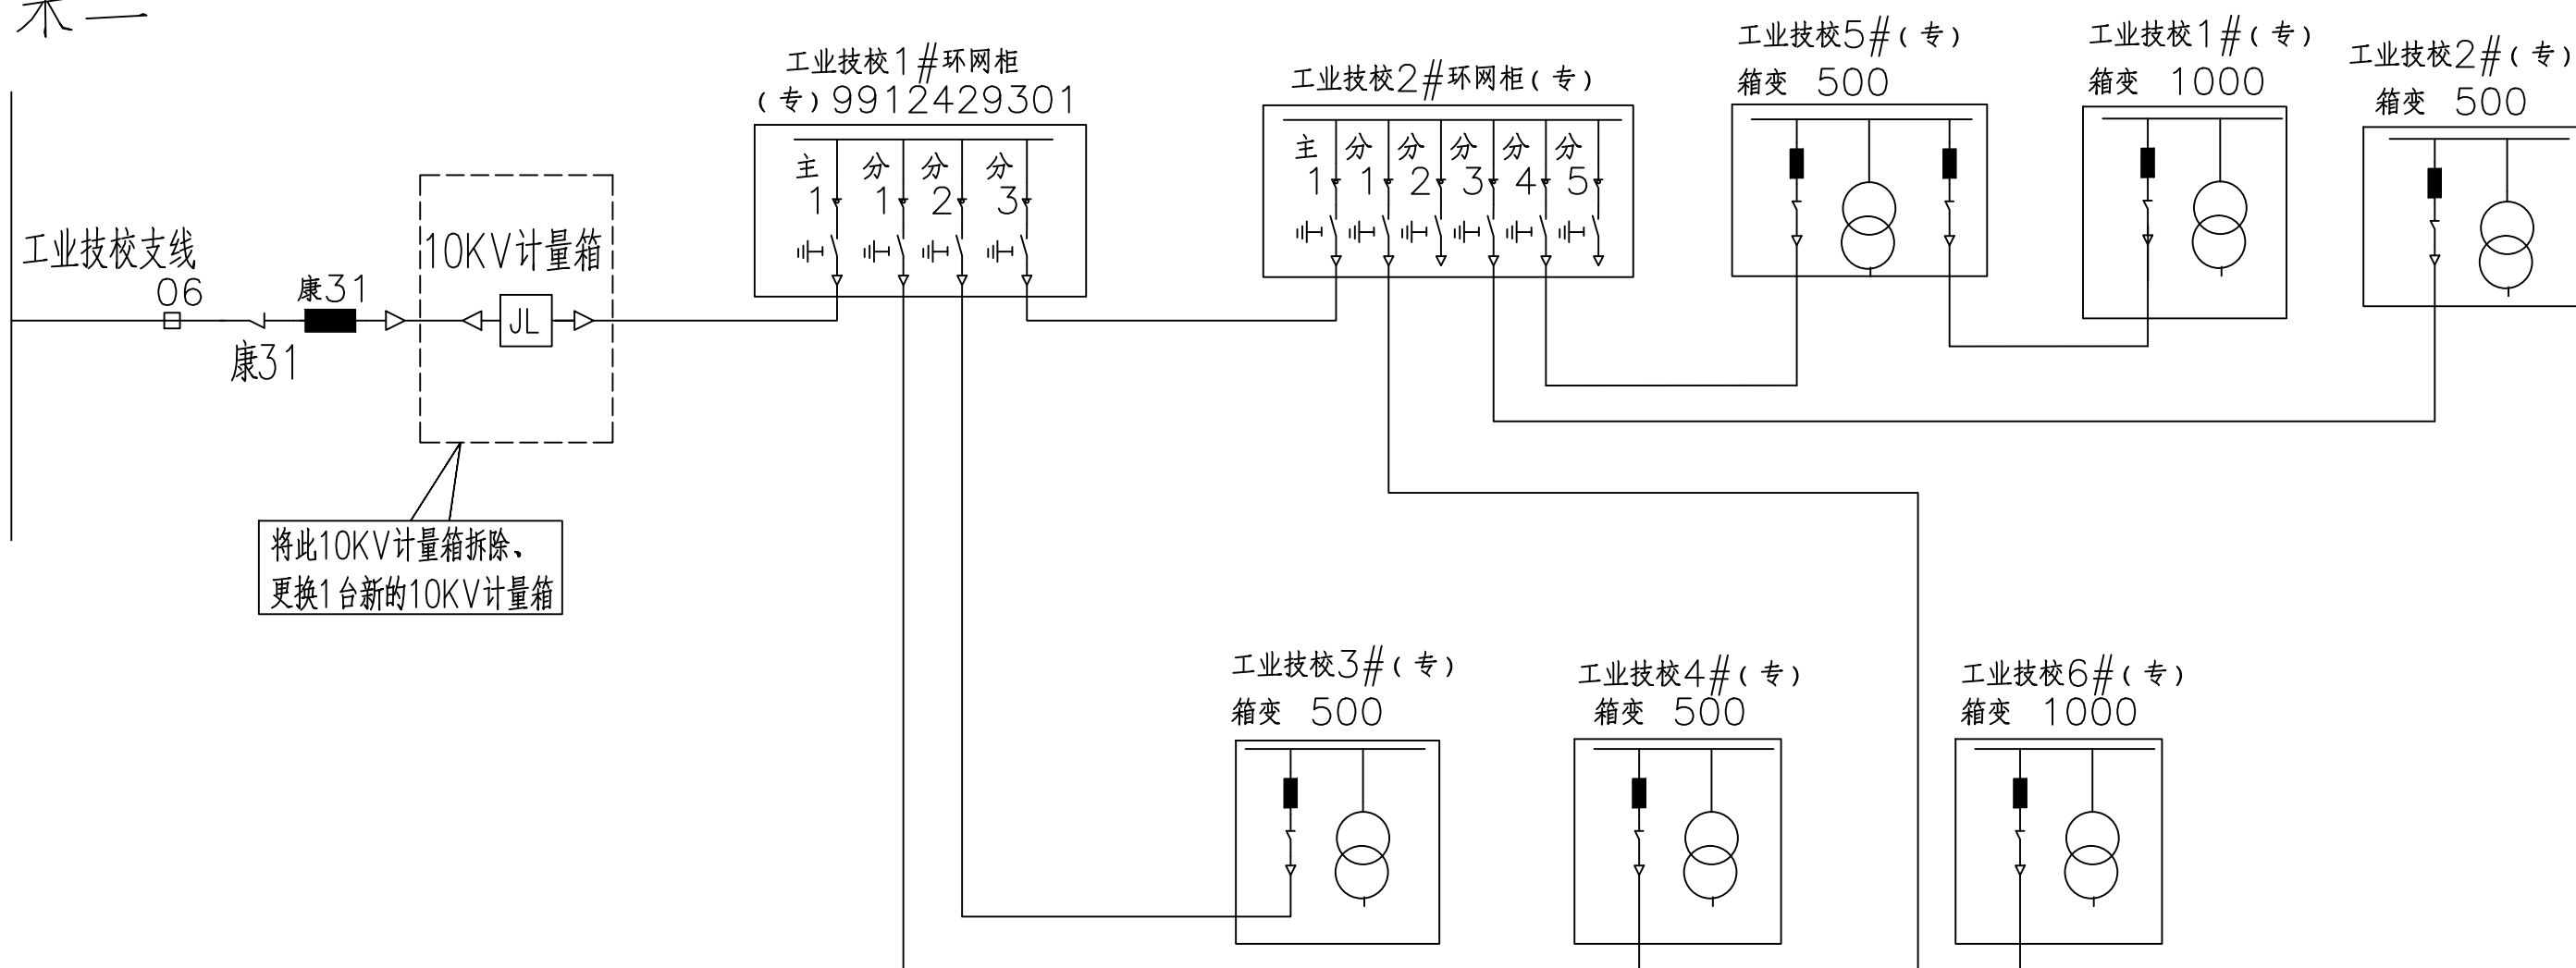 工业技校支线
06
康31
康31
10KV计量箱
JL
将此10KV计量箱拆除、
更换1台新的10KV计量箱
工业技校1#环网柜
(专)9912429301
主 分 分 分
1 1 2 3
工业技校2#环网柜(专)
主 分 分 分 分 分
1 1 2 3 4 5
工业技校5#(专)
箱变 500
工业技校1#(专)
箱变 1000
工业技校2#(专)
箱变 500
工业技校3#(专)
箱变 500
工业技校4#(专)
箱变 500
工业技校6#(专)
箱变 1000